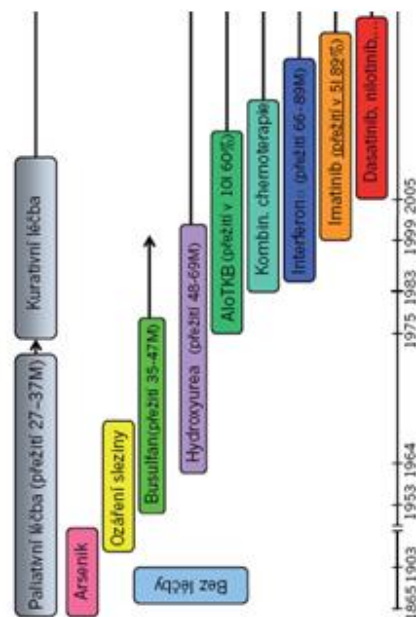 Paliativní léčba (přežití 27-37M)
Kurativní léčba
Arsenik
Ozáření sleziny
Bez léčby
Busulfan(přežití 35-47M)
Hydroxyurea (přežití 48-69M)
AloTKB (přežití v 10l 60%)
Kombin. chemoterapie
Interferon: (přežití 66-89M)
Imatinib (přežití v 5l 89%)
Dasatinib, nilotinib,...
1865 1903 1953 1964 1975 1983 1999 2005